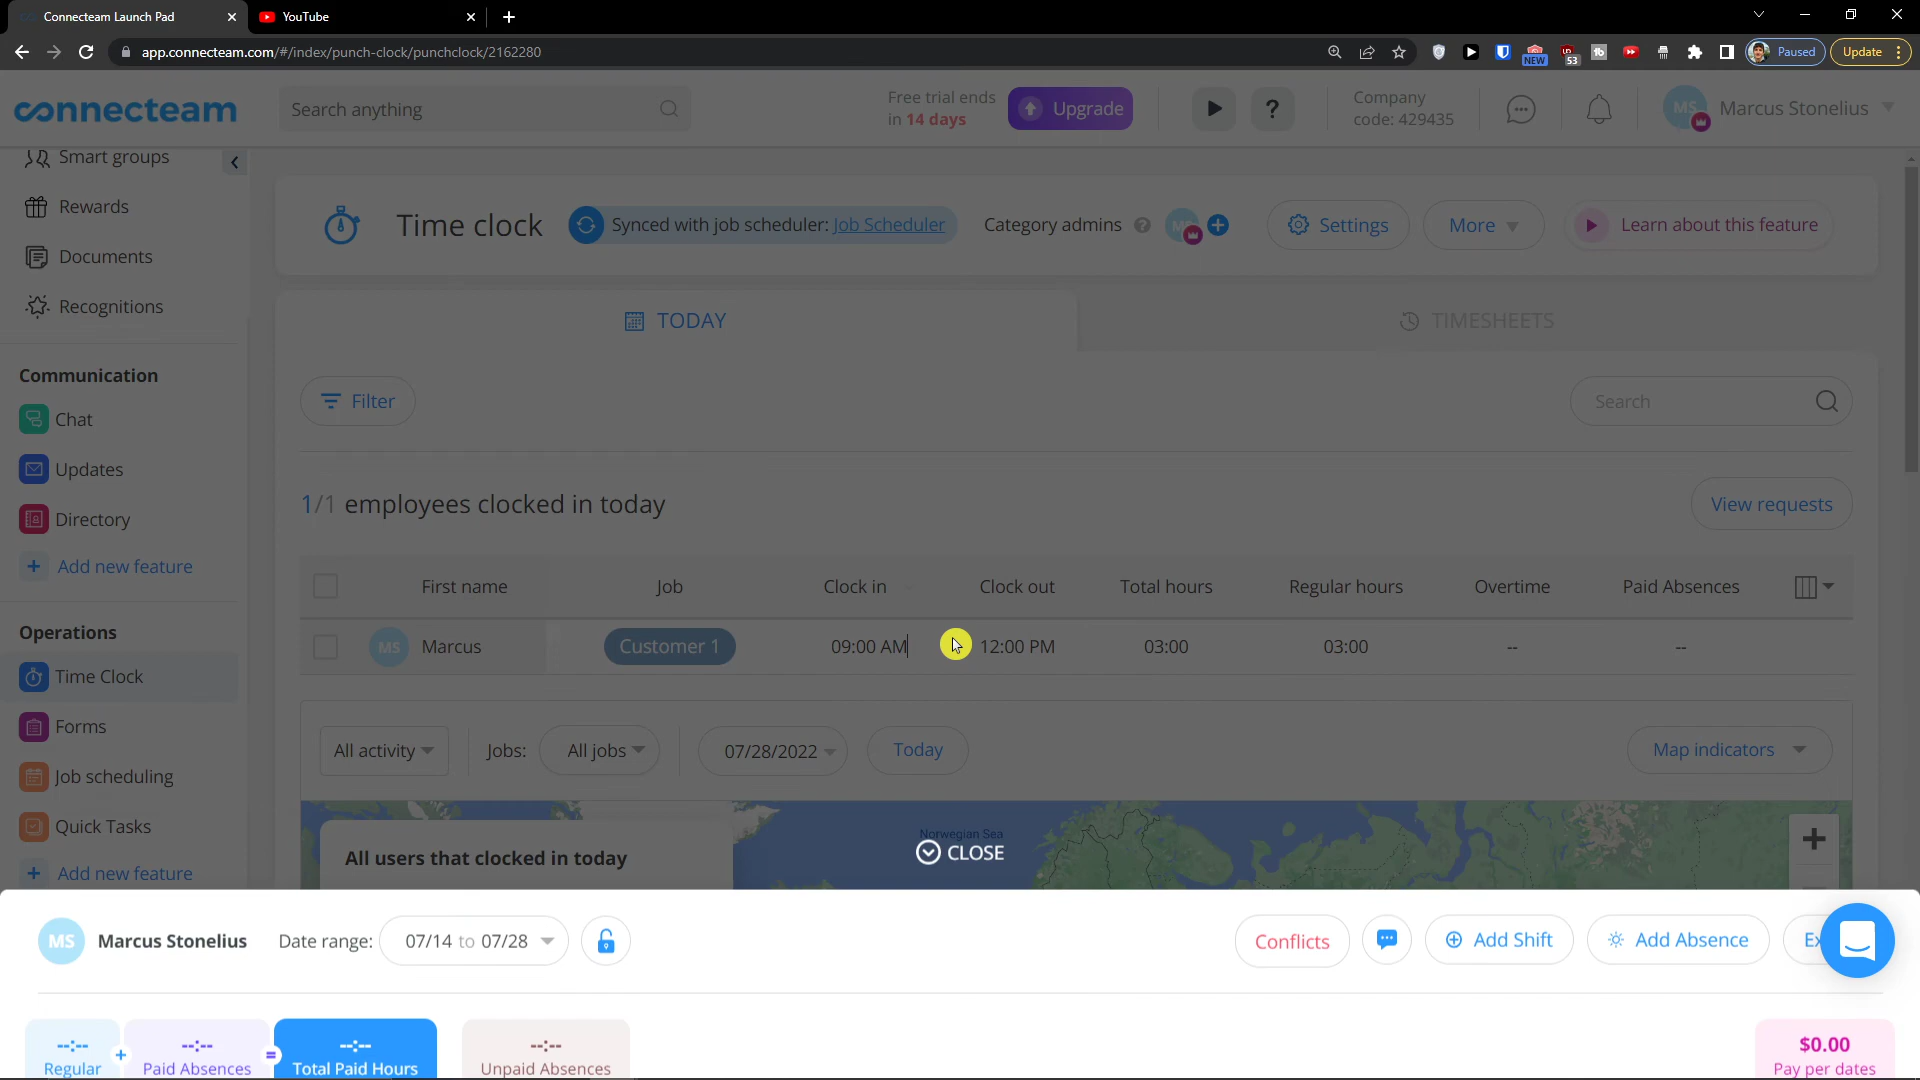 Connecteam Launch Pad
YouTube
app.connecteam.com/#/index/punch-clock/punchclock/2162280
NEW
53
Paused
Update
connecteam
Search anything
Free trial ends
in 14 days
Upgrade
?
Company
code: 429435
MS
Marcus Stonelius
Smart groups
Rewards
Documents
Recognitions
Communication
Chat
Updates
Directory
+ Add new feature
Operations
Time Clock
Forms
Job scheduling
Quick Tasks
+ Add new feature
Time clock
Synced with job scheduler: Job Scheduler
Category admins ?
MS
Settings
More
Learn about this feature
TODAY
TIMESHEETS
Filter
Search
1/1 employees clocked in today
View requests
First name Job Clock in Clock out Total hours Regular hours Overtime Paid Absences
MS Marcus Customer 1 09:00 AM 12:00 PM 03:00 03:00 -- --
All activity Jobs: All jobs 07/28/2022 Today Map indicators
All users that clocked in today
Norwegian Sea
CLOSE
+
MS Marcus Stonelius Date range: 07/14 to 07/28
Conflicts
Add Shift
Add Absence
Ex
--:-- + --:-- = --:-- --:-- $0.00
Regular Paid Absences Total Paid Hours Unpaid Absences Pay per dates